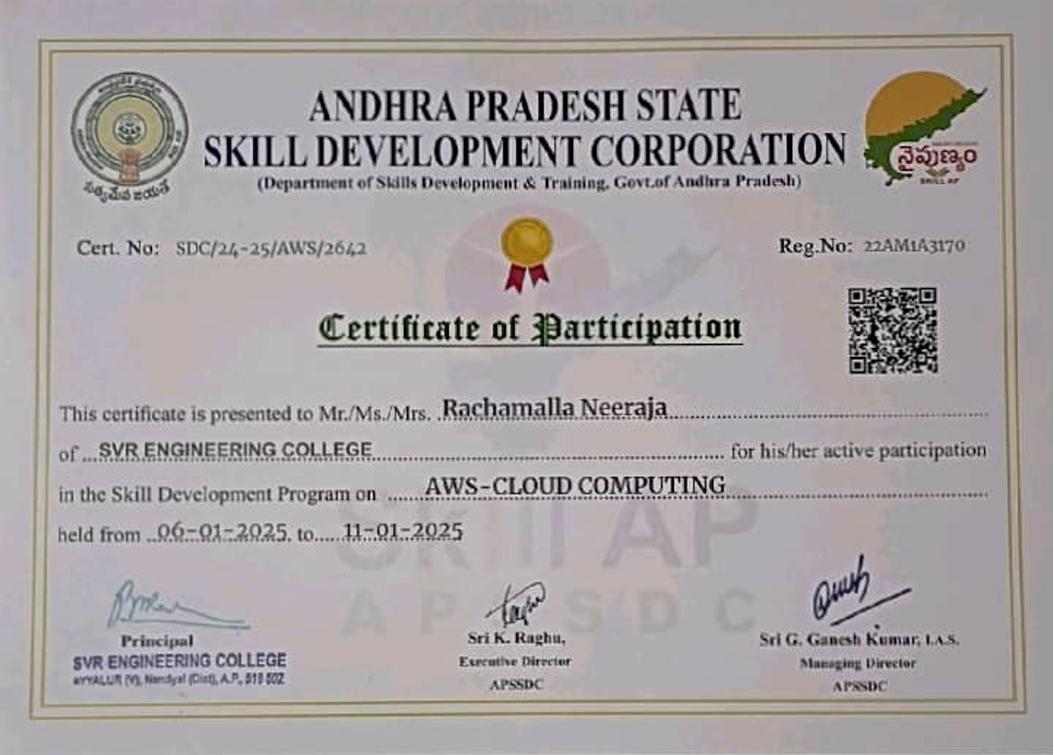 ANDHRA PRADESH STATE
SKILL DEVELOPMENT CORPORATION
(Department of Skills Development & Training, Govt.of Andhra Pradesh)
సత్యమేవ జయతే
నైపుణ్యం
SKILL AP
Cert. No: SDC/24-25/AWS/2642
Reg.No: 22AM1A3170
Certificate of Participation
This certificate is presented to Mr./Ms./Mrs. Rachamalla Neeraja
of SVR ENGINEERING COLLEGE for his/her active participation
in the Skill Development Program on AWS-CLOUD COMPUTING
held from 06-01-2025, to 11-01-2025
Skill AP
APSSDC
Principal
SVR ENGINEERING COLLEGE
AYYALUR (V), Nandyal (Dist), A.P., 518 502
Sri K. Raghu,
Executive Director
APSSDC
Sri G. Ganesh Kumar, I.A.S.
Managing Director
APSSDC